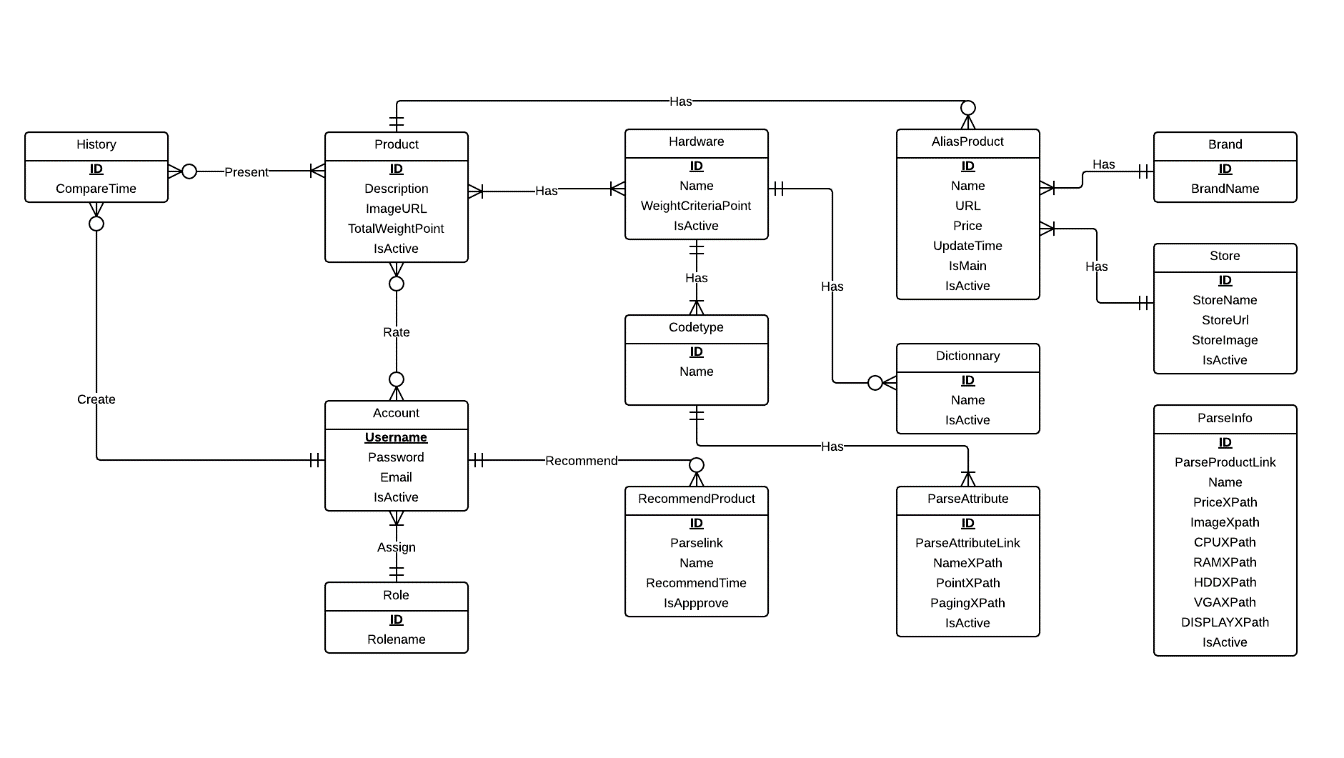 Has
History
ID
CompareTime
Present
Product
ID
Description
ImageURL
TotalWeightPoint
IsActive
Has
Hardware
ID
Name
WeightCriteriaPoint
IsActive
AliasProduct
ID
Name
URL
Price
UpdateTime
IsMain
IsActive
Has
Brand
ID
BrandName
Has
Store
ID
StoreName
StoreUrl
StoreImage
IsActive
Has
Has
Codetype
ID
Name
Rate
Dictionnary
ID
Name
IsActive
Create
Account
Username
Password
Email
IsActive
Recommend
Has
ParseInfo
ID
ParseProductLink
Name
PriceXPath
ImageXpath
CPUXPath
RAMXPath
HDDXPath
VGAXPath
DISPLAYXPath
IsActive
RecommendProduct
ID
Parselink
Name
RecommendTime
IsAppprove
ParseAttribute
ID
ParseAttributeLink
NameXPath
PointXPath
PagingXPath
IsActive
Assign
Role
ID
Rolename